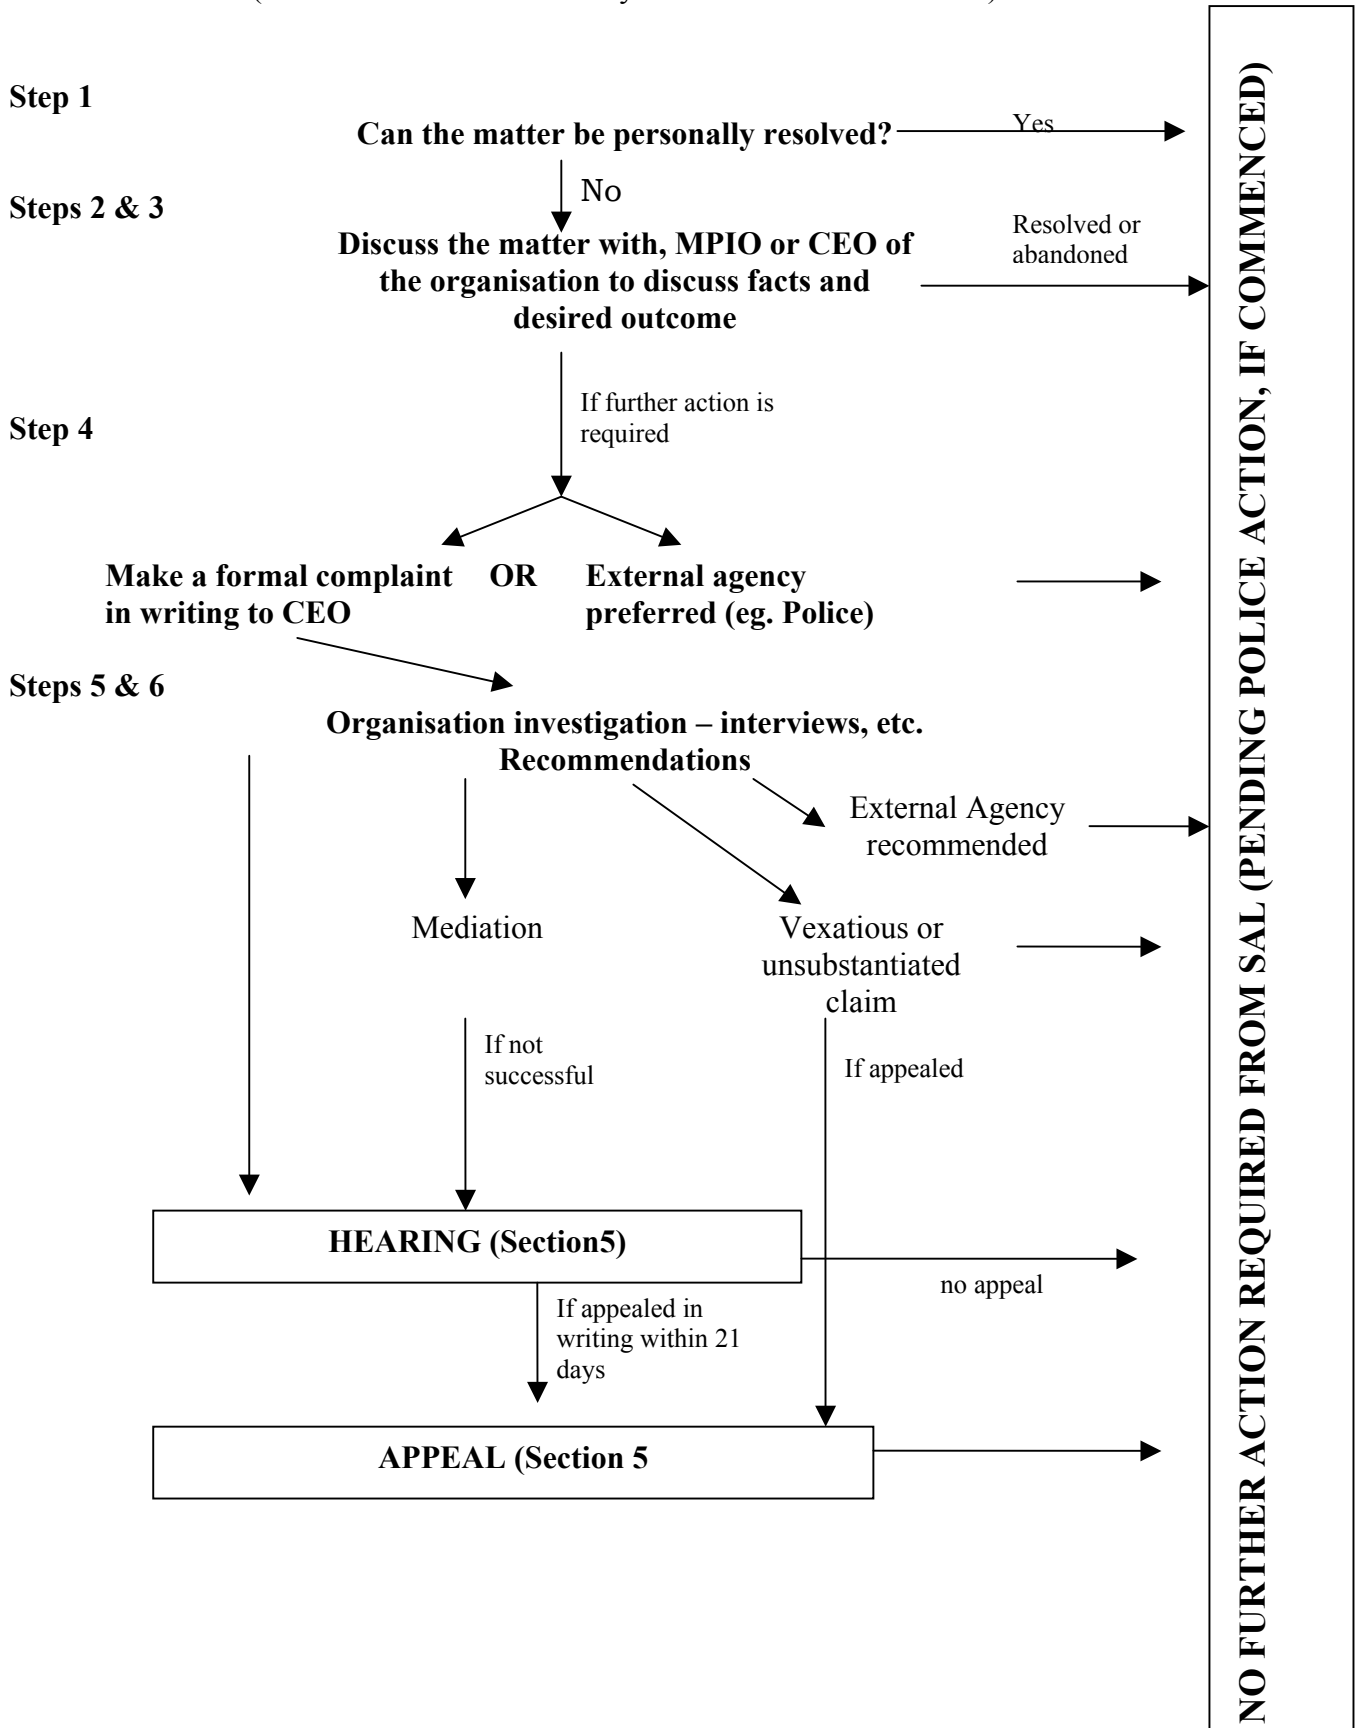 Step 1
Can the matter be personally resolved?
Yes
No
Steps 2 & 3
Discuss the matter with, MPIO or CEO of
the organisation to discuss facts and
desired outcome
Resolved or
abandoned
If further action is
required
Step 4
Make a formal complaint
in writing to CEO
OR
External agency
preferred (eg. Police)
Steps 5 & 6
Organisation investigation – interviews, etc.
Recommendations
External Agency
recommended
Mediation
Vexatious or
unsubstantiated
claim
If not
successful
If appealed
HEARING (Section5)
no appeal
If appealed in
writing within 21
days
APPEAL (Section 5
NO FURTHER ACTION REQUIRED FROM SAL (PENDING POLICE ACTION, IF COMMENCED)